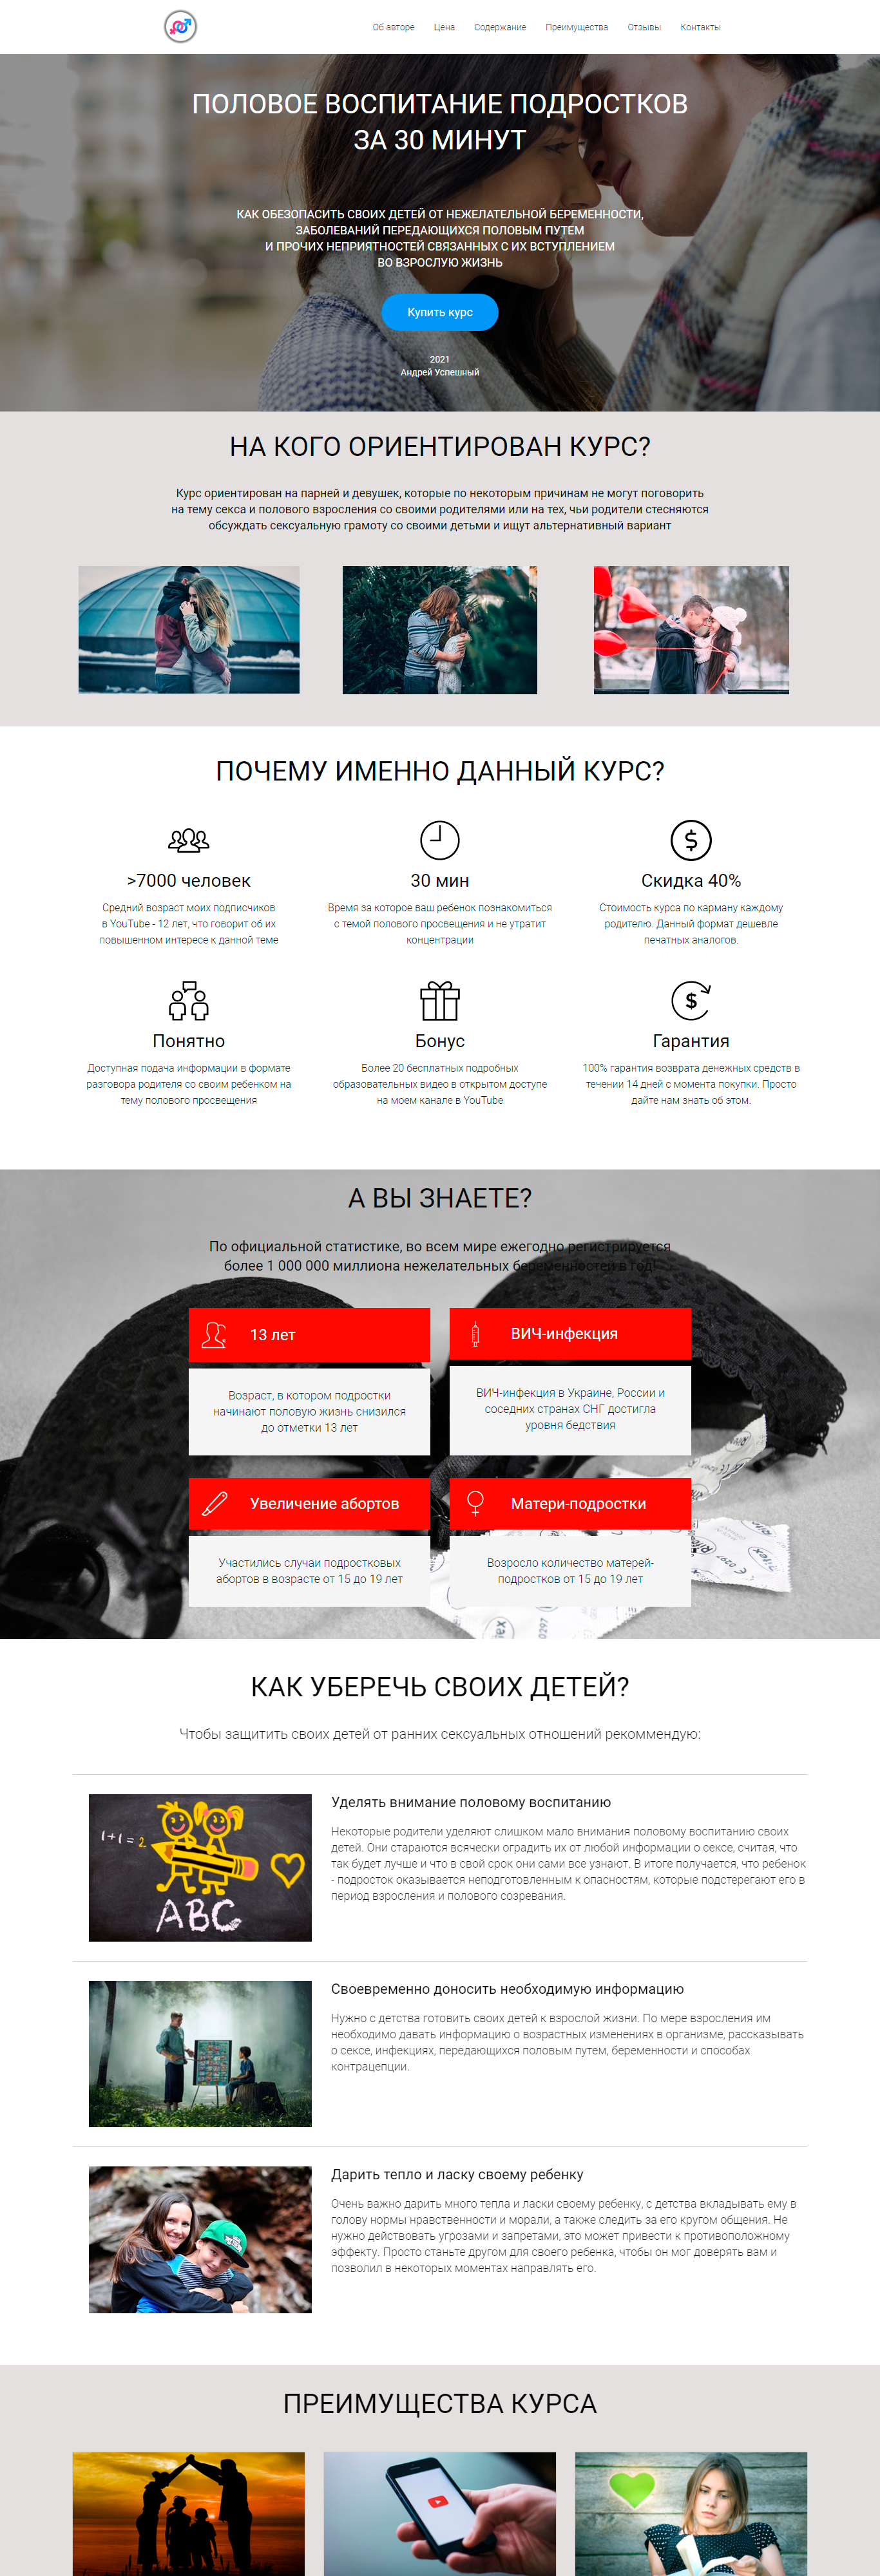 Об авторе Цена Содержание Преимущества Отзывы Контакты
ПОЛОВОЕ ВОСПИТАНИЕ ПОДРОСТКОВ
ЗА 30 МИНУТ
КАК ОБЕЗОПАСИТЬ СВОИХ ДЕТЕЙ ОТ НЕЖЕЛАТЕЛЬНОЙ БЕРЕМЕННОСТИ,
ЗАБОЛЕВАНИЙ ПЕРЕДАЮЩИХСЯ ПОЛОВЫМ ПУТЕМ
И ПРОЧИХ НЕПРИЯТНОСТЕЙ СВЯЗАННЫХ С ИХ ВСТУПЛЕНИЕМ
ВО ВЗРОСЛУЮ ЖИЗНЬ
Купить курс
2021
Андрей Успешный
НА КОГО ОРИЕНТИРОВАН КУРС?
Курс ориентирован на парней и девушек, которые по некоторым причинам не могут поговорить
на тему секса и полового взросления со своими родителями или на тех, чьи родители стесняются
обсуждать сексуальную грамоту со своими детьми и ищут альтернативный вариант
ПОЧЕМУ ИМЕННО ДАННЫЙ КУРС?
>7000 человек
Средний возраст моих подписчиков
в YouTube - 12 лет, что говорит об их
повышенном интересе к данной теме
30 мин
Время за которое ваш ребенок познакомиться
с темой полового просвещения и не утратит
концентрации
Скидка 40%
Стоимость курса по карману каждому
родителю. Данный формат дешевле
печатных аналогов.
Понятно
Доступная подача информации в формате
разговора родителя со своим ребенком на
тему полового просвещения
Бонус
Более 20 бесплатных подробных
образовательных видео в открытом доступе
на моем канале в YouTube
Гарантия
100% гарантия возврата денежных средств в
течении 14 дней с момента покупки. Просто
дайте нам знать об этом.
А ВЫ ЗНАЕТЕ?
По официальной статистике, во всем мире ежегодно регистрируется
более 1 000 000 миллиона нежелательных беременностей в год!
13 лет
Возраст, в котором подростки
начинают половую жизнь снизился
до отметки 13 лет
ВИЧ-инфекция
ВИЧ-инфекция в Украине, России и
соседних странах СНГ достигла
уровня бедствия
Увеличение абортов
Участились случаи подростковых
абортов в возрасте от 15 до 19 лет
Матери-подростки
Возросло количество матерей-
подростков от 15 до 19 лет
0297
КАК УБЕРЕЧЬ СВОИХ ДЕТЕЙ?
Чтобы защитить своих детей от ранних сексуальных отношений рекоммендую:
1+1=2
ABC
Уделять внимание половому воспитанию
Некоторые родители уделяют слишком мало внимания половому воспитанию своих
детей. Они стараются всячески оградить их от любой информации о сексе, считая, что
так будет лучше и что в свой срок они сами все узнают. В итоге получается, что ребенок
- подросток оказывается неподготовленным к опасностям, которые подстерегают его в
период взросления и полового созревания.
Своевременно доносить необходимую информацию
Нужно с детства готовить своих детей к взрослой жизни. По мере взросления им
необходимо давать информацию о возрастных изменениях в организме, рассказывать
о сексе, инфекциях, передающихся половым путем, беременности и способах
контрацепции.
Дарить тепло и ласку своему ребенку
Очень важно дарить много тепла и ласки своему ребенку, с детства вкладывать ему в
голову нормы нравственности и морали, а также следить за его кругом общения. Не
нужно действовать угрозами и запретами, это может привести к противоположному
эффекту. Просто станьте другом для своего ребенка, чтобы он мог доверять вам и
позволил в некоторых моментах направлять его.
ПРЕИМУЩЕСТВА КУРСА